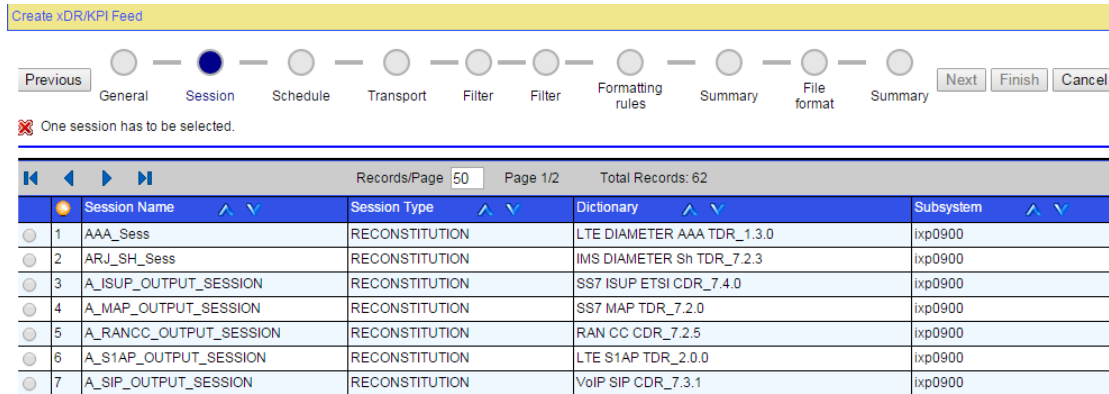 Create xDR/KPI Feed
Previous General Session Schedule Transport Filter Filter Formatting rules Summary File format Summary Next Finish Cancel
One session has to be selected.
Records/Page 50 Page 1/2 Total Records: 62
Session Name Session Type Dictionary Subsystem
1 AAA_Sess RECONSTITUTION LTE DIAMETER AAA TDR_1.3.0 ixp0900
2 ARJ_SH_Sess RECONSTITUTION IMS DIAMETER Sh TDR_7.2.3 ixp0900
3 A_ISUP_OUTPUT_SESSION RECONSTITUTION SS7 ISUP ETSI CDR_7.4.0 ixp0900
4 A_MAP_OUTPUT_SESSION RECONSTITUTION SS7 MAP TDR_7.2.0 ixp0900
5 A_RANCC_OUTPUT_SESSION RECONSTITUTION RAN CC CDR_7.2.5 ixp0900
6 A_S1AP_OUTPUT_SESSION RECONSTITUTION LTE S1AP TDR_2.0.0 ixp0900
7 A_SIP_OUTPUT_SESSION RECONSTITUTION VoIP SIP CDR_7.3.1 ixp0900